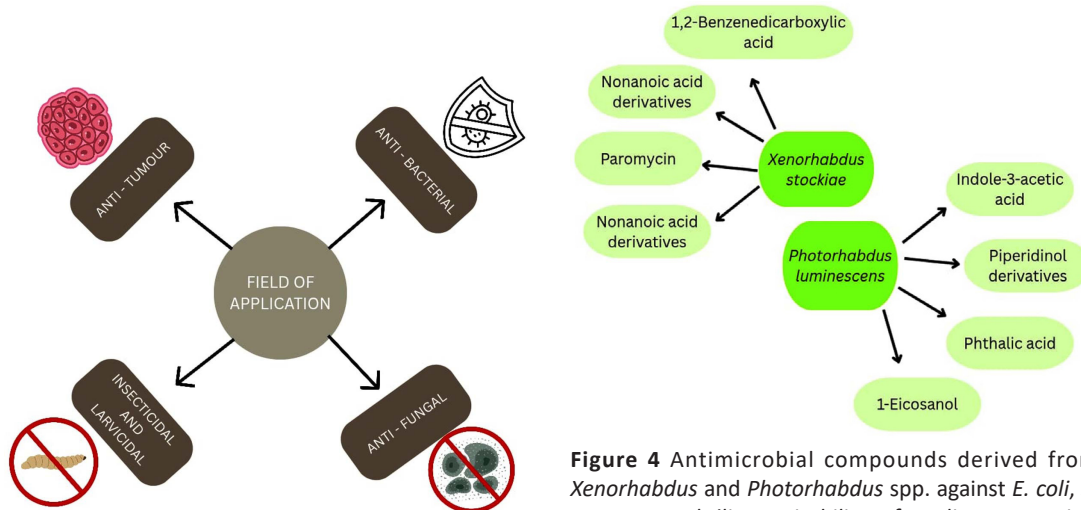 ANTI - TUMOUR
ANTI - BACTERIAL
FIELD OF
APPLICATION
INSECTICIDAL
AND
LARVICIDAL
ANTI - FUNGAL
1,2-Benzenedicarboxylic
acid
Nonanoic acid
derivatives
Paromycin
Nonanoic acid
derivatives
Xenorhabdus
stockiae
Photorhabdus
luminescens
Indole-3-acetic
acid
Piperidinol
derivatives
Phthalic acid
1-Eicosanol
Figure 4 Antimicrobial compounds derived from
Xenorhabdus and Photorhabdus spp. against E. coli,